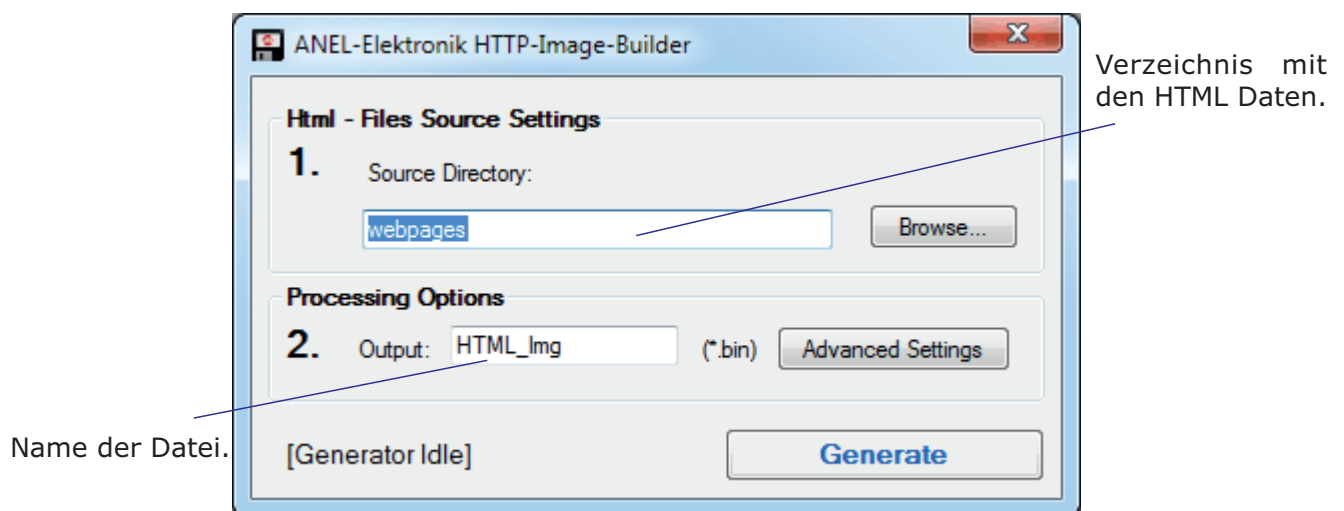 ANEL-Elektronik HTTP-Image-Builder
Verzeichnis mit
den HTML Daten.
Html - Files Source Settings
1.
Source Directory:
webpages
Browse...
Processing Options
2. Output: HTML_Img (*.bin) Advanced Settings
Name der Datei.
[Generator Idle] Generate